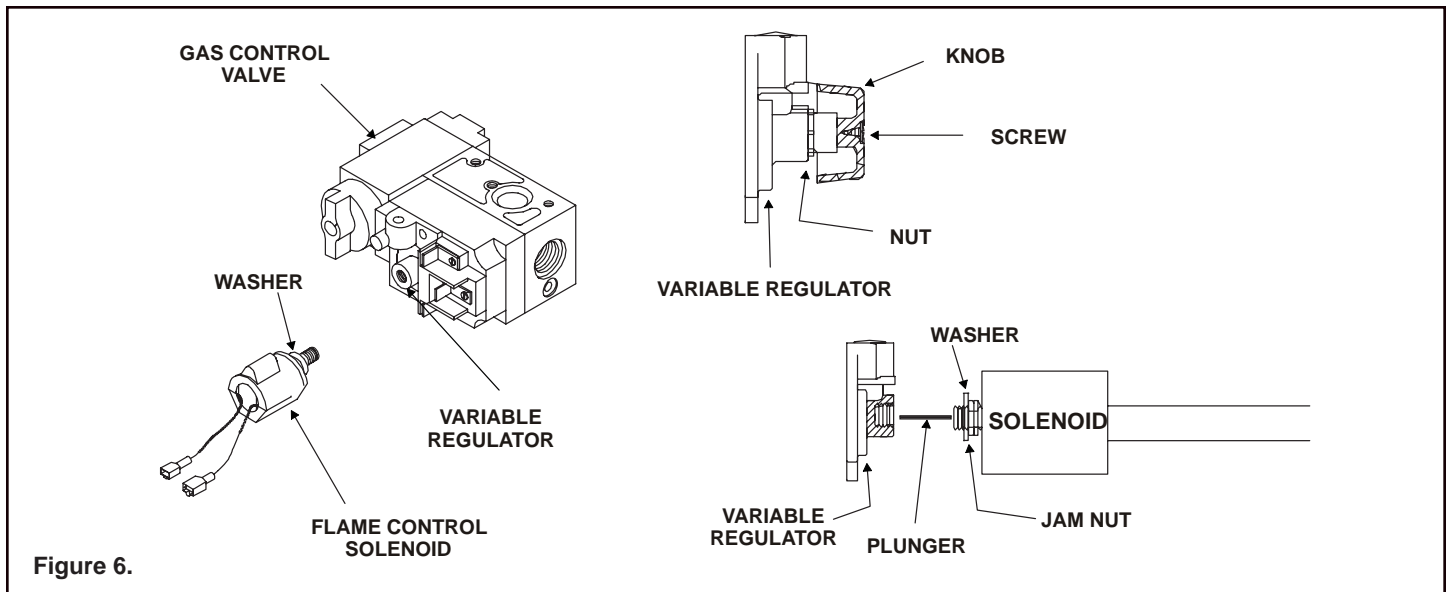 GAS CONTROL
VALVE
WASHER
VARIABLE
REGULATOR
FLAME CONTROL
SOLENOID
KNOB
SCREW
NUT
VARIABLE REGULATOR
WASHER
SOLENOID
JAM NUT
VARIABLE
REGULATOR
PLUNGER
Figure 6.